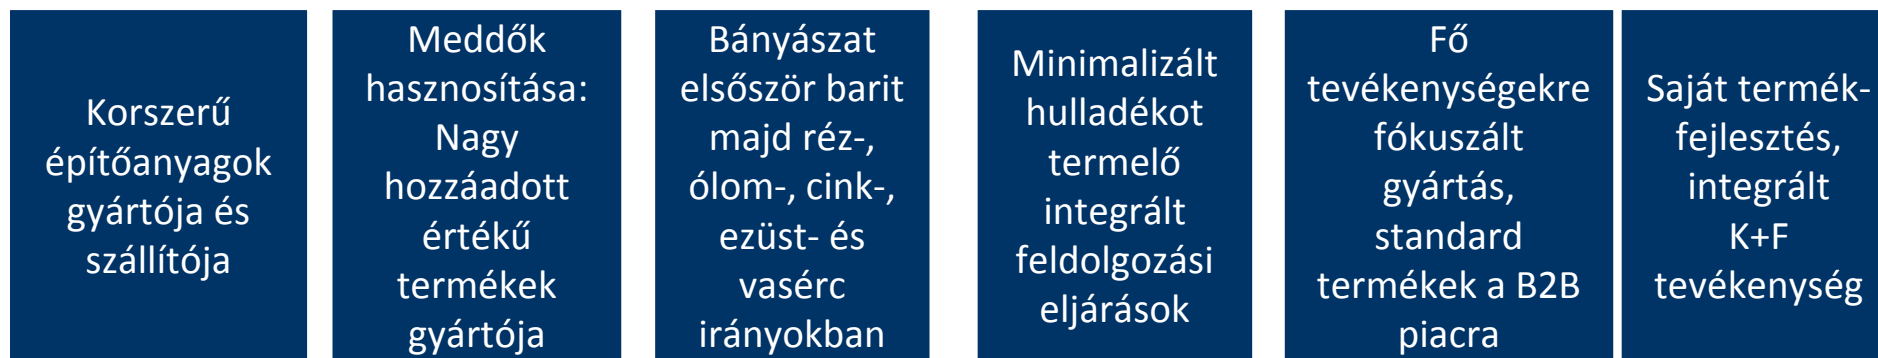 Korszerű
építőanyagok
gyártója és
szállítója
Meddők
hasznosítása:
Nagy
hozzáadott
értékű
termékek
gyártója
Bányászat
elsőször barit
majd réz-,
ólom-, cink-,
ezüst- és
vasérc
irányokban
Minimalizált
hulladékot
termelő
integrált
feldolgozási
eljárások
Fő
tevékenységekre
fókuszált
gyártás,
standard
termékek a B2B
piacra
Saját termék-
fejlesztés,
integrált
K+F
tevékenység